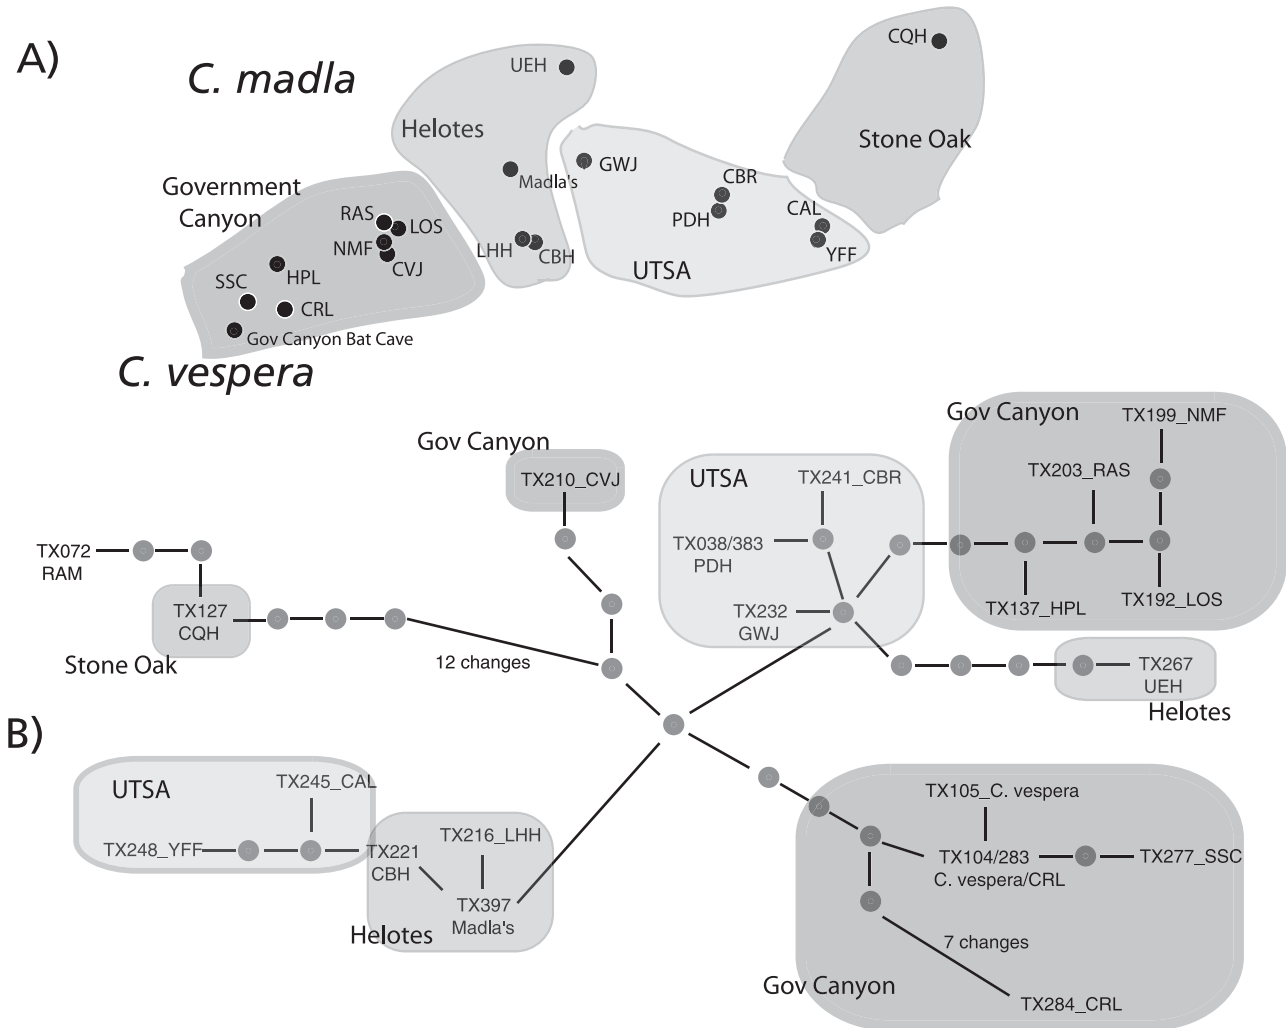 A)
C. madla
CQH
UEH
Helotes
Stone Oak
GWJ
Madla's
CBR
Government
Canyon
PDH
CAL
RAS
LOS
NMF
LHH
CBH
YFF
CVJ
UTSA
SSC
HPL
CRL
Gov Canyon Bat Cave
C. vespera
Gov Canyon
TX199_NMF
Gov Canyon
UTSA
TX241_CBR
TX203_RAS
TX210_CVJ
TX072
RAM
TX038/383
PDH
TX127
CQH
TX232
GWJ
TX137_HPL
TX192_LOS
Stone Oak
12 changes
TX267
UEH
Helotes
B)
UTSA
TX245_CAL
TX105_C. vespera
TX248_YFF
TX221
CBH
TX216_LHH
TX104/283
C. vespera/CRL
TX277_SSC
TX397
Madla's
Helotes
7 changes
Gov Canyon
TX284_CRL